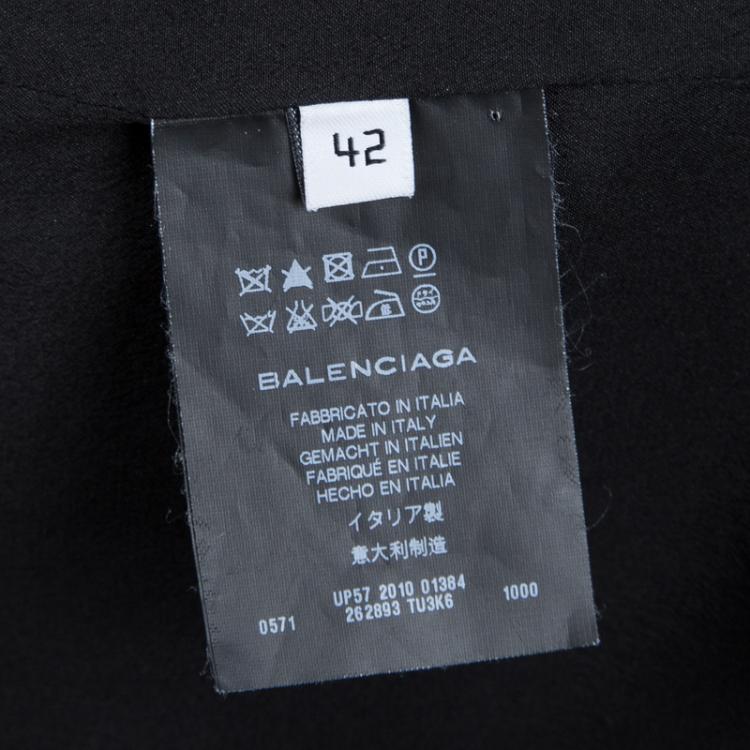 42
P
BALENCIAGA
FABBRICATO IN ITALIA
MADE IN ITALY
GEMACHT IN ITALIEN
FABRIQUÉ EN ITALIE
HECHO EN ITALIA
イタリア製
意大利制造
UP57 2010 01384
0571 262893 TU3K6 1000